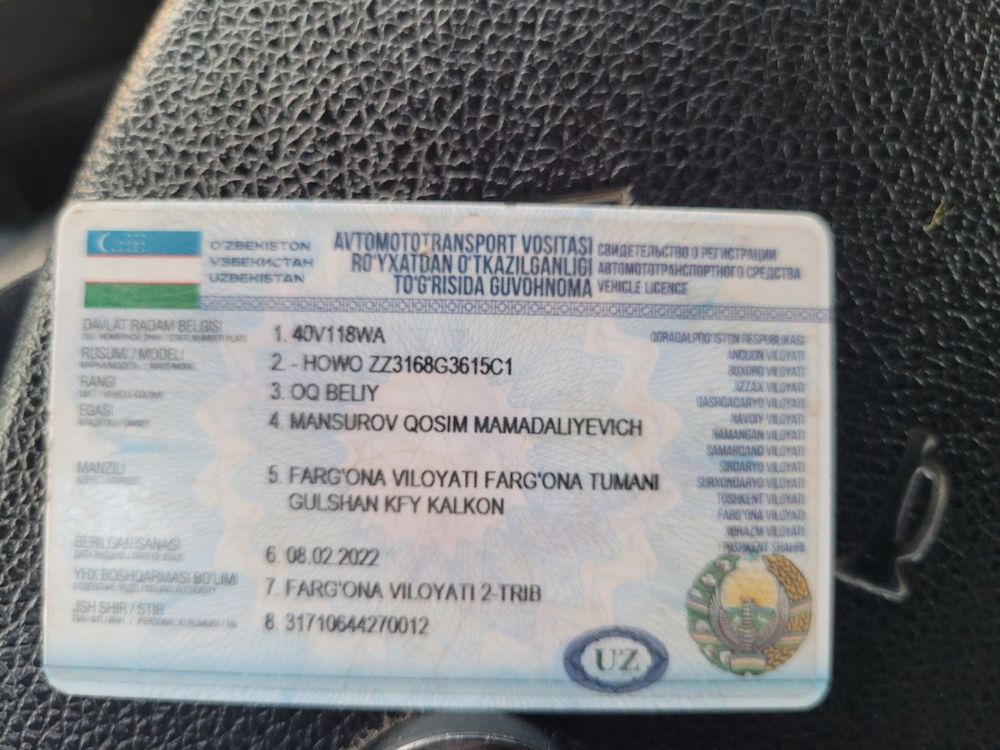 O'ZBEKISTON
УЗБЕКИСТАН
UZBEKISTAN
AVTOMOTOTRANSPORT VOSITASI
RO'YXATDAN O'TKAZILGANLIGI
TO'G'RISIDA GUVOHNOMA
СВИДЕТЕЛЬСТВО О РЕГИСТРАЦИИ
АВТОМОТОТРАНСПОРТНОГО СРЕДСТВА
VEHICLE LICENCE
DAVLAT RAQAM BELGISI
1. 40V118WA
RUSUMI / MODELI
2. - HOWO ZZ3168G3615C1
RANGI
3. OQ BELIY
EGASI
4. MANSUROV QOSIM MAMADALIYEVICH
MANZILI
5. FARG'ONA VILOYATI FARG'ONA TUMANI
GULSHAN KFY KALKON
BERILGAN SANASI
6. 08.02.2022
YHX BOSHQARMASI BO'LIMI
7. FARG'ONA VILOYATI 2-TRIB
JSH SHIR / STIR
8. 31710644270012
QORAQALPOG'ISTON RESPUBLIKASI
ANDIJON VILOYATI
BUXORO VILOYATI
JIZZAX VILOYATI
QASHQADARYO VILOYATI
NAVOIY VILOYATI
NAMANGAN VILOYATI
SAMARQAND VILOYATI
SIRDARYO VILOYATI
SURXONDARYO VILOYATI
TOSHKENT VILOYATI
FARG'ONA VILOYATI
XORAZM VILOYATI
TOSHKENT SHAHRI
UZ